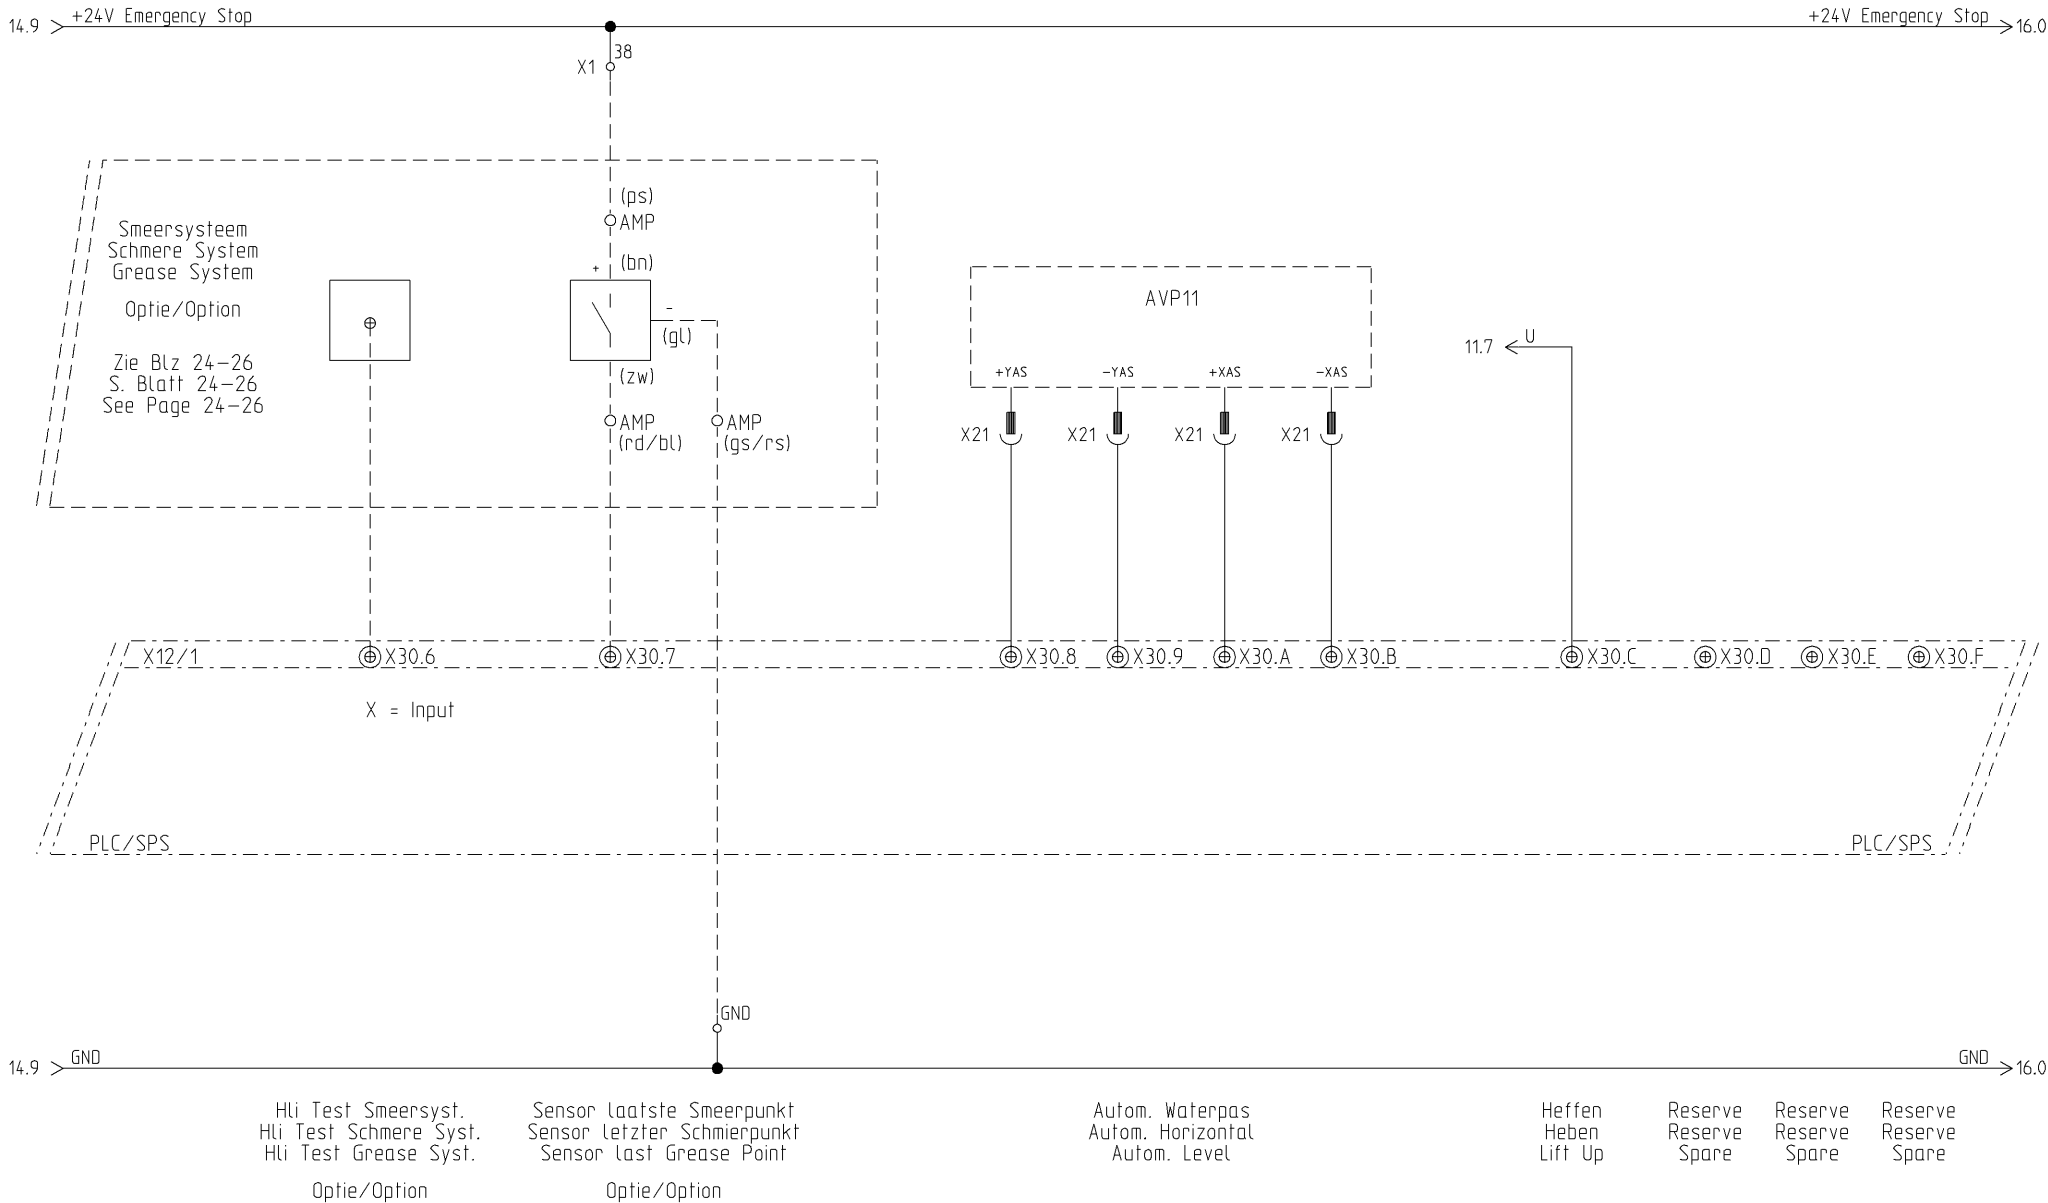 +24V Emergency Stop
+24V Emergency Stop
14.9
16.0
38
X1
(ps)
AMP
Smeersysteem
Schmere System
Grease System
Optie/Option
Zie Blz 24-26
S. Blatt 24-26
See Page 24-26
+
(bn)
-
(gl)
(zw)
AMP
(rd/bl)
AMP
(gs/rs)
AVP11
+YAS
-YAS
+XAS
-XAS
X21
X21
X21
X21
11.7
U
X12/1
X30.6
X30.7
X30.8
X30.9
X30.A
X30.B
X30.C
X30.D
X30.E
X30.F
X = Input
PLC/SPS
PLC/SPS
GND
14.9
GND
GND
16.0
Hli Test Smeersyst.
Hli Test Schmere Syst.
Hli Test Grease Syst.
Optie/Option
Sensor laatste Smeerpunkt
Sensor letzter Schmierpunkt
Sensor last Grease Point
Optie/Option
Autom. Waterpas
Autom. Horizontal
Autom. Level
Heffen
Heben
Lift Up
Reserve
Reserve
Spare
Reserve
Reserve
Spare
Reserve
Reserve
Spare